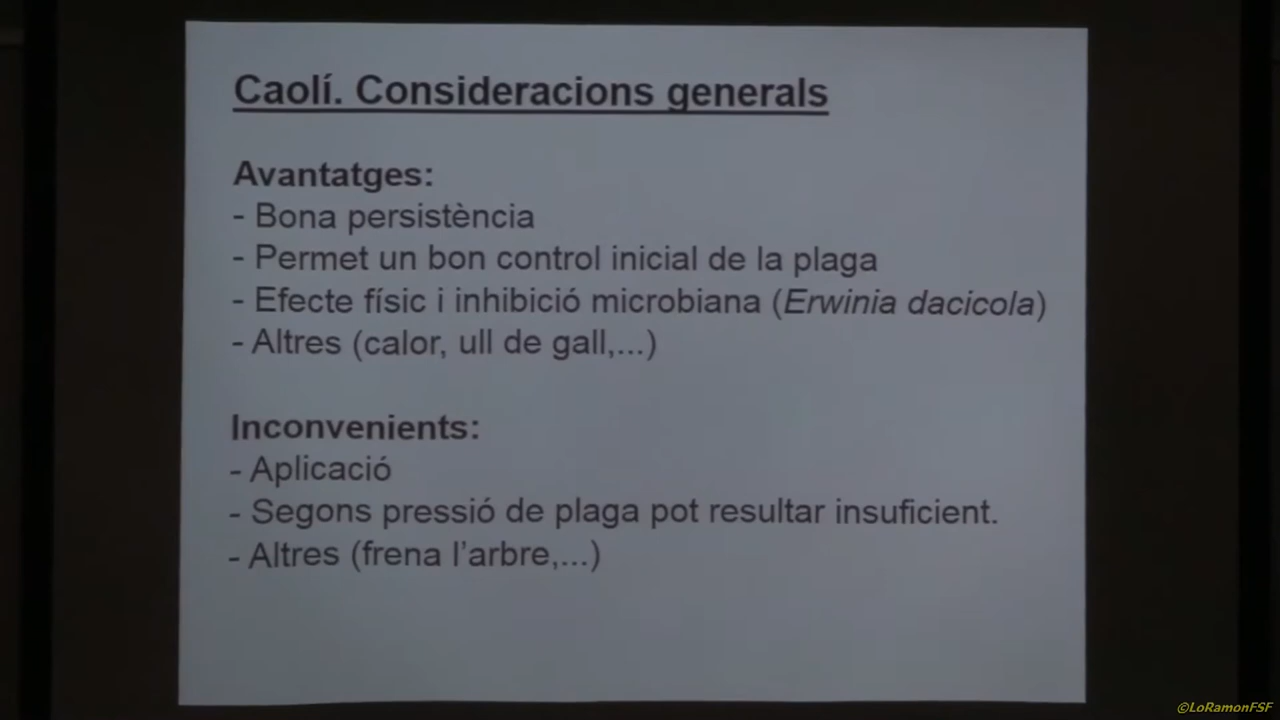 Caolí. Consideracions generals
Avantatges:
- Bona persistència
- Permet un bon control inicial de la plaga
- Efecte físic i inhibició microbiana (Erwinia dacicola)
- Altres (calor, ull de gall,...)
Inconvenients:
- Aplicació
- Segons pressió de plaga pot resultar insuficient.
- Altres (frena l'arbre,...)
©LoRamonFSF